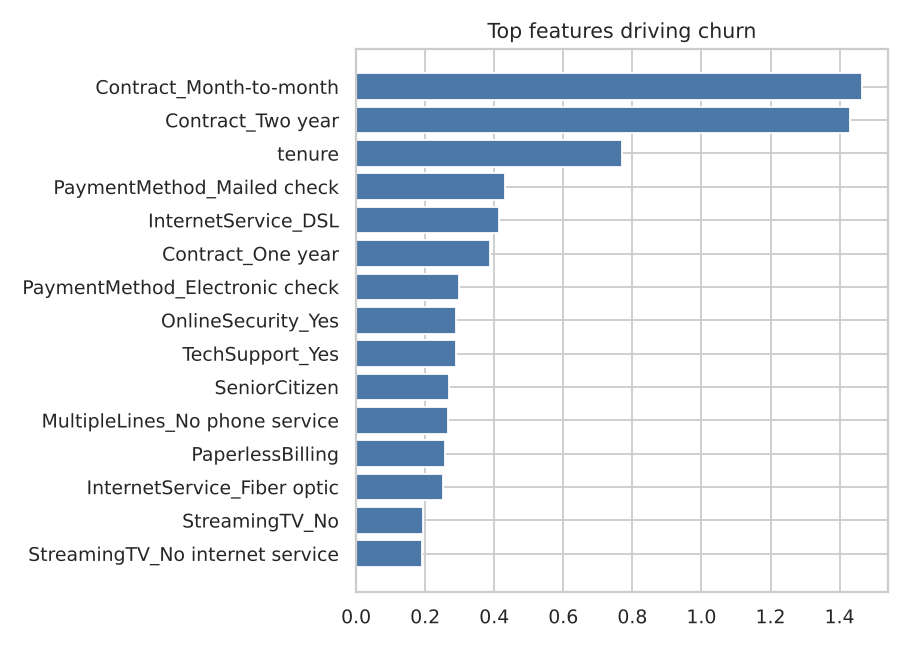 Top features driving churn
Contract_Month-to-month
Contract_Two year
tenure
PaymentMethod_Mailed check
InternetService_DSL
Contract_One year
PaymentMethod_Electronic check
OnlineSecurity_Yes
TechSupport_Yes
SeniorCitizen
MultipleLines_No phone service
PaperlessBilling
InternetService_Fiber optic
StreamingTV_No
StreamingTV_No internet service
0.0 0.2 0.4 0.6 0.8 1.0 1.2 1.4